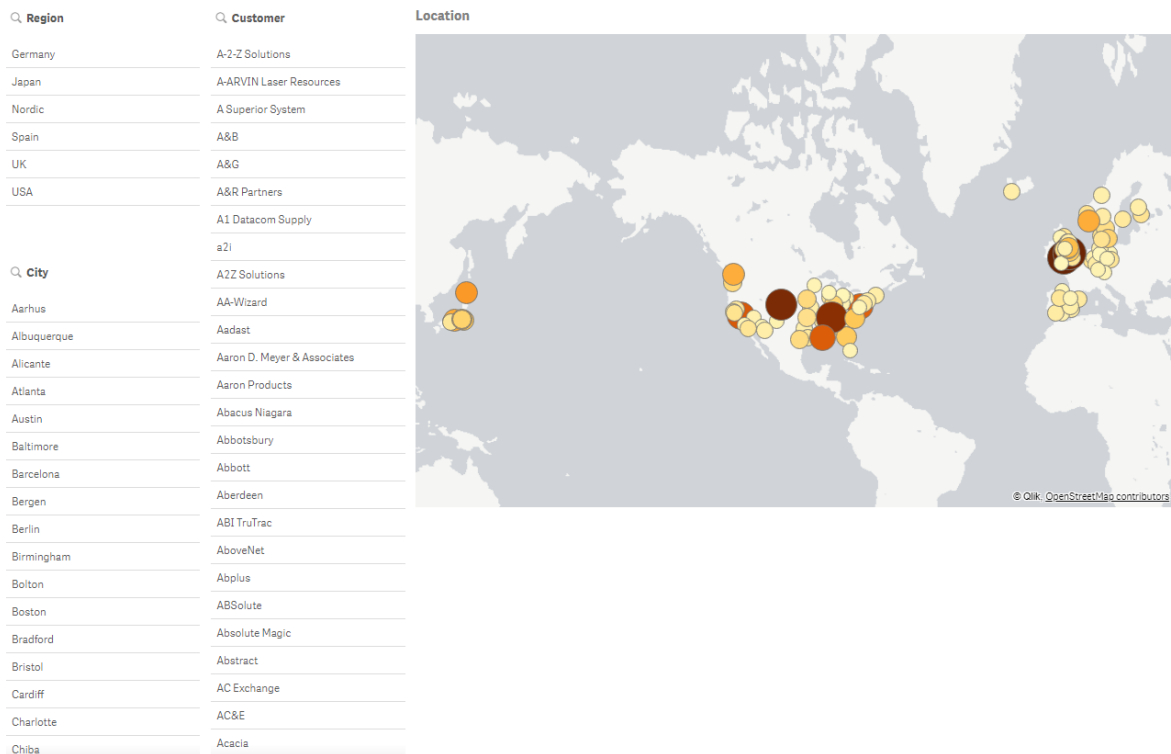 Region
Germany
Japan
Nordic
Spain
UK
USA
City
Aarhus
Albuquerque
Alicante
Atlanta
Austin
Baltimore
Barcelona
Bergen
Berlin
Birmingham
Bolton
Boston
Bradford
Bristol
Cardiff
Charlotte
Chiba
Customer
A-2-Z Solutions
A-ARVIN Laser Resources
A Superior System
A&B
A&G
A&R Partners
A1 Datacom Supply
a2i
A2Z Solutions
AA-Wizard
Aadast
Aaron D. Meyer & Associates
Aaron Products
Abacus Niagara
Abbotsbury
Abbott
Aberdeen
ABI TruTrac
AboveNet
Abplus
ABSolute
Absolute Magic
Abstract
AC Exchange
AC&E
Acacia
Location
© Qlik, OpenStreetMap contributors